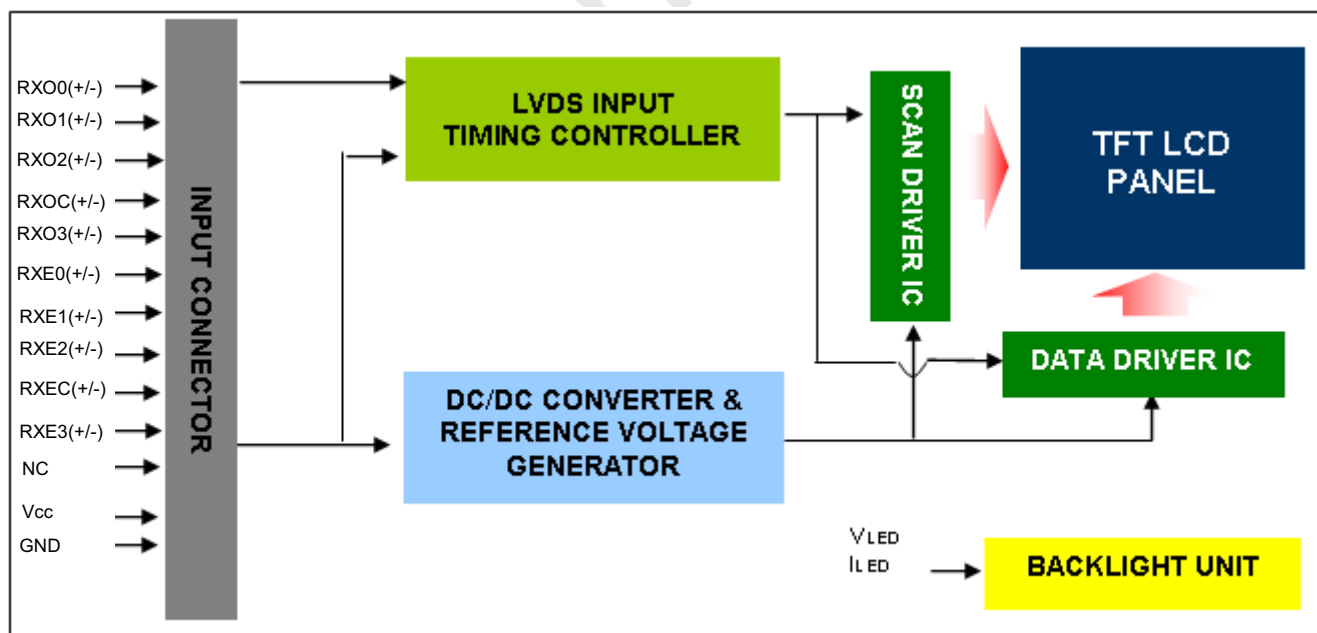 RXO0(+/-)
RXO1(+/-)
RXO2(+/-)
RXOC(+/-)
RXO3(+/-)
RXE0(+/-)
RXE1(+/-)
RXE2(+/-)
RXEC(+/-)
RXE3(+/-)
NC
Vcc
GND
INPUT CONNECTOR
LVDS INPUT
TIMING CONTROLLER
DC/DC CONVERTER &
REFERENCE VOLTAGE
GENERATOR
SCAN DRIVER IC
TFT LCD
PANEL
DATA DRIVER IC
VLED
ILED
BACKLIGHT UNIT